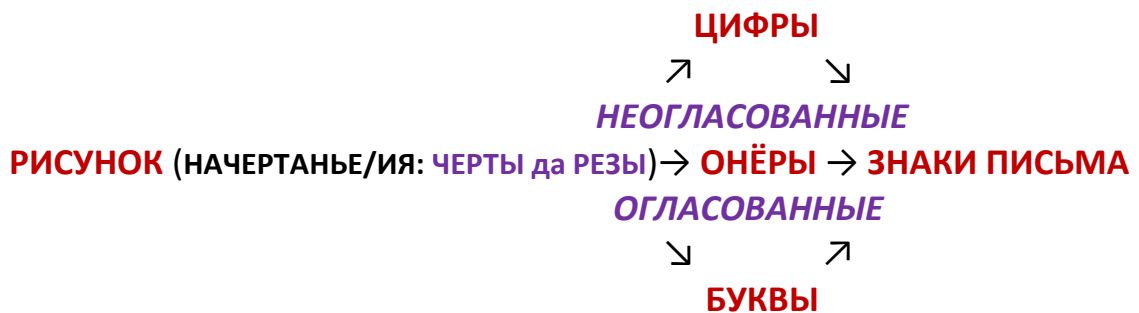 ЦИФРЫ
↗ ↘
НЕОГЛАСОВАННЫЕ
РИСУНОК (НАЧЕРТАНЬЕ/ИЯ: ЧЕРТЫ да РЕЗЫ)→ ОНЁРЫ → ЗНАКИ ПИСЬМА
ОГЛАСОВАННЫЕ
↘ ↗
БУКВЫ